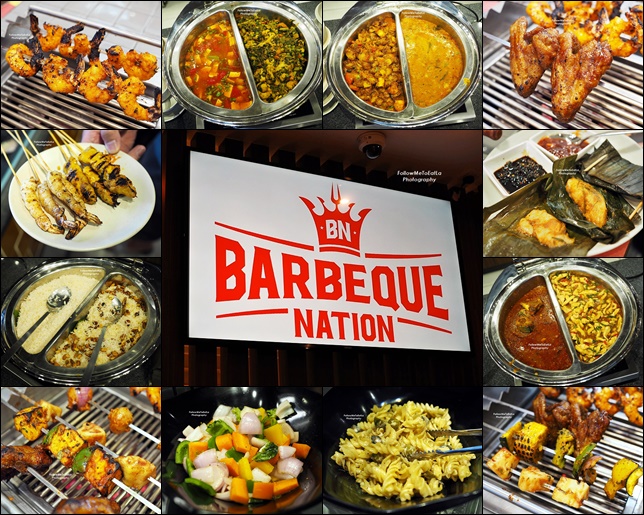 FollowMeToEatLa
Photography
BN
BARBEQUE
NATION